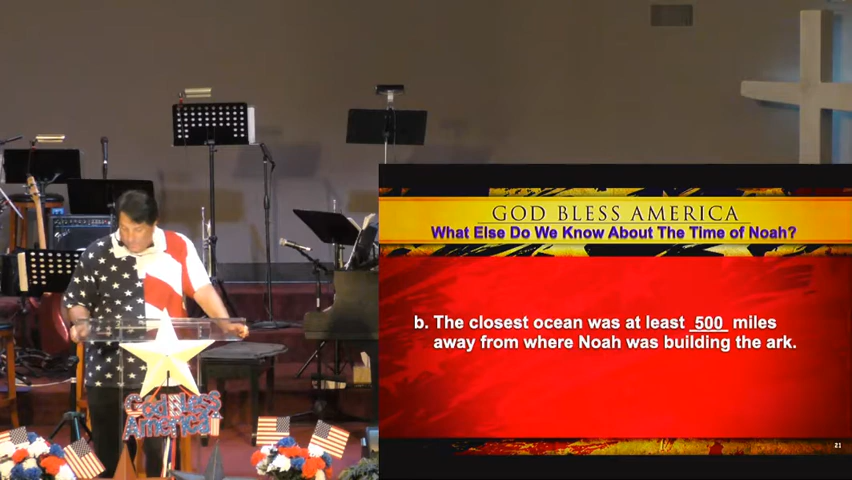 GOD BLESS AMERICA
What Else Do We Know About The Time of Noah?
b. The closest ocean was at least 500 miles
away from where Noah was building the ark.
21
God Bless
America